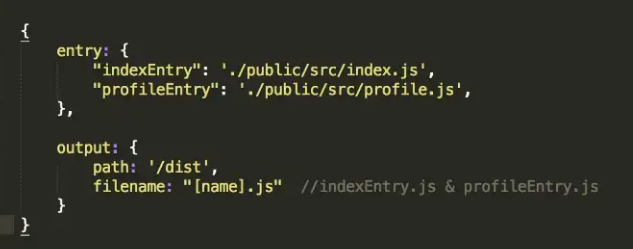 {
entry: {
"indexEntry": './public/src/index.js',
"profileEntry": './public/src/profile.js',
},
output: {
path: '/dist',
filename: "[name].js" //indexEntry.js & profileEntry.js
}
}